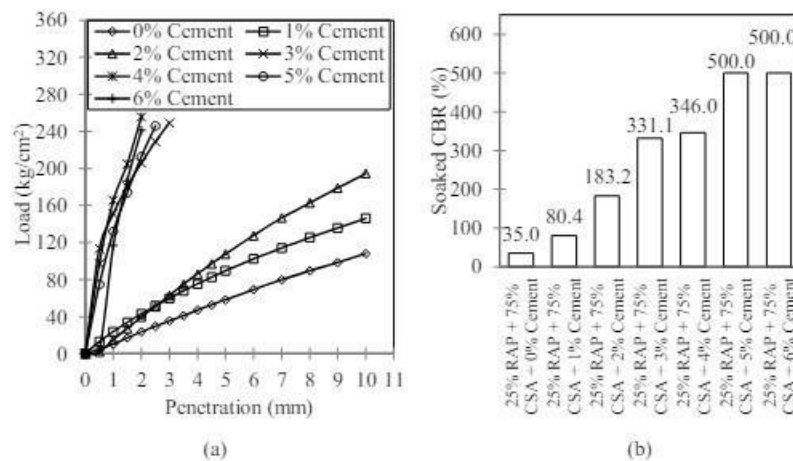 360
320
280
240
200
160
120
80
40
0
Load (kg/cm²)
0% Cement
1% Cement
2% Cement
3% Cement
4% Cement
5% Cement
6% Cement
0 1 2 3 4 5 6 7 8 9 10 11
Penetration (mm)
(a)
600
500
400
300
200
100
0
Soaked CBR (%)
35.0
80.4
183.2
331.1
346.0
500.0
500.0
25% RAP + 75%
CSA + 0% Cement
25% RAP + 75%
CSA + 1% Cement
25% RAP + 75%
CSA + 2% Cement
25% RAP + 75%
CSA + 3% Cement
25% RAP + 75%
CSA + 4% Cement
25% RAP + 75%
CSA + 5% Cement
25% RAP + 75%
CSA + 6% Cement
(b)